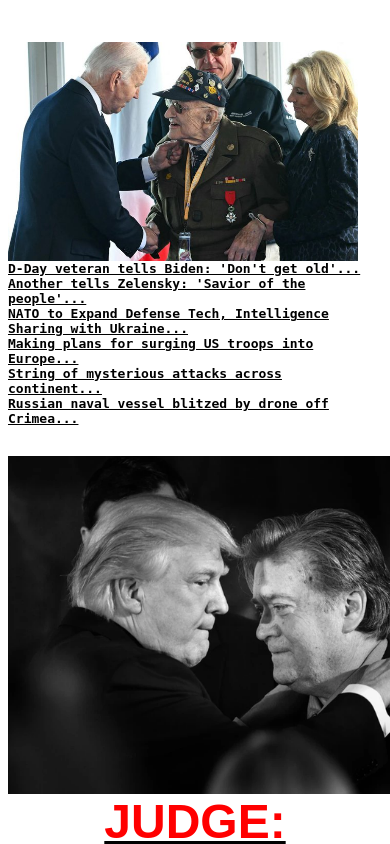 D-Day veteran tells Biden: 'Don't get old'...
Another tells Zelensky: 'Savior of the
people'...
NATO to Expand Defense Tech, Intelligence
Sharing with Ukraine...
Making plans for surging US troops into
Europe...
String of mysterious attacks across
continent...
Russian naval vessel blitzed by drone off
Crimea...
JUDGE: